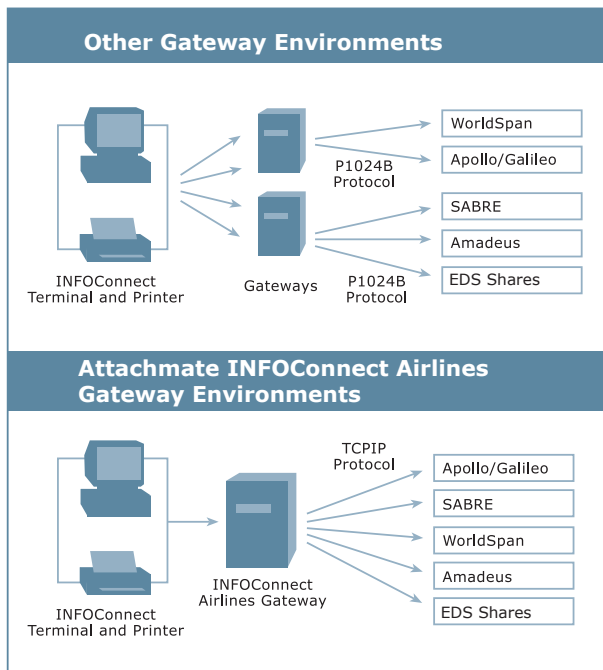 Other Gateway Environments
WorldSpan
P1024B
Protocol
Apollo/Galileo
SABRE
Amadeus
INFOConnect
Terminal and Printer
Gateways
P1024B
Protocol
EDS Shares
Attachmate INFOConnect Airlines
Gateway Environments
TCPIP
Protocol
Apollo/Galileo
SABRE
WorldSpan
Amadeus
INFOConnect
Airlines Gateway
INFOConnect
Terminal and Printer
EDS Shares